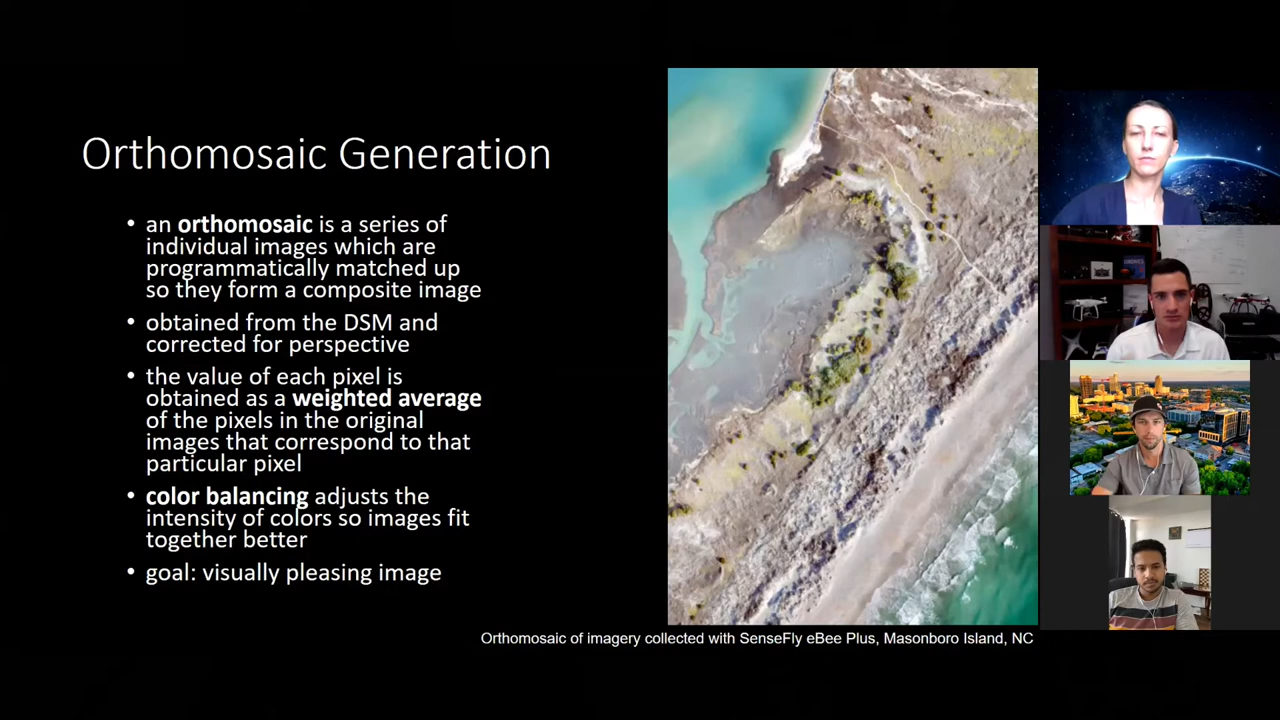 Orthomosaic Generation
• an orthomosaic is a series of
individual images which are
programmatically matched up
so they form a composite image
• obtained from the DSM and
corrected for perspective
• the value of each pixel is
obtained as a weighted average
of the pixels in the original
images that correspond to that
particular pixel
• color balancing adjusts the
intensity of colors so images fit
together better
• goal: visually pleasing image
Orthomosaic of imagery collected with SenseFly eBee Plus, Masonboro Island, NC